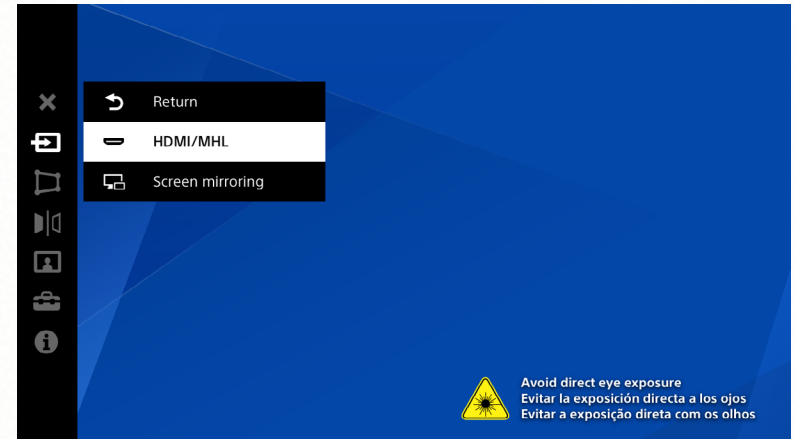 Return
HDMI/MHL
Screen mirroring
Avoid direct eye exposure
Evitar la exposición directa a los ojos
Evitar a exposição direta com os olhos